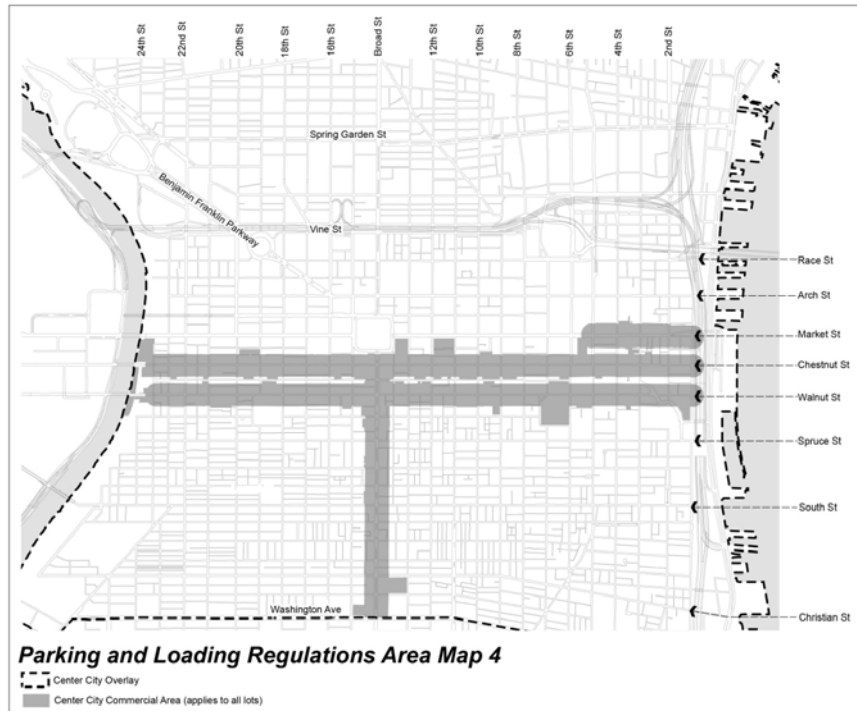 24th St
22nd St
20th St
18th St
16th St
Broad St
12th St
10th St
8th St
6th St
4th St
2nd St
Spring Garden St
Benjamin Franklin Parkway
Vine St
Race St
Arch St
Market St
Chestnut St
Walnut St
Spruce St
South St
Washington Ave
Christian St
Parking and Loading Regulations Area Map 4
Center City Overlay
Center City Commercial Area (applies to all lots)